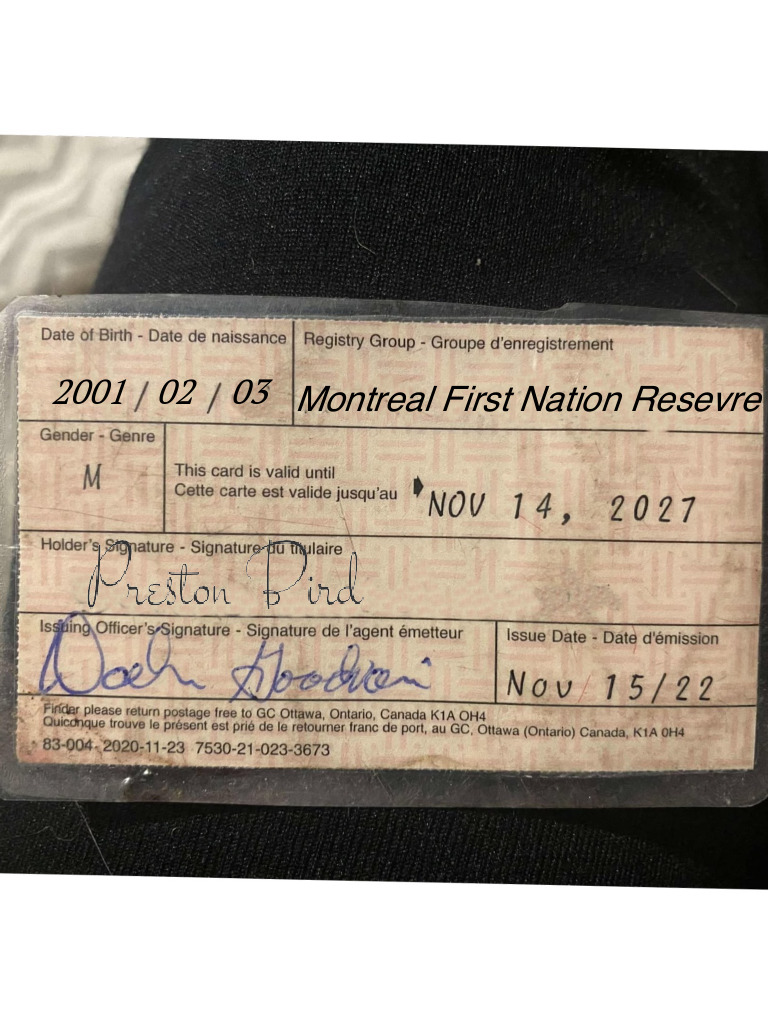 Date of Birth - Date de naissance
Registry Group - Groupe d'enregistrement
2001 / 02 / 03
Montreal First Nation Resevre
Gender - Genre
M
This card is valid until
Cette carte est valide jusqu'au
NOV 14, 2027
Holder's Signature - Signature du titulaire
Preston Bird
Issuing Officer's Signature - Signature de l'agent émetteur
Issue Date - Date d'émission
Nov 15/22
Finder please return postage free to GC Ottawa, Ontario, Canada K1A OH4
Quiconque trouve le présent est prié de le retourner franc de port, au GC, Ottawa (Ontario) Canada, K1A 0H4
83-004- 2020-11-23 7530-21-023-3673